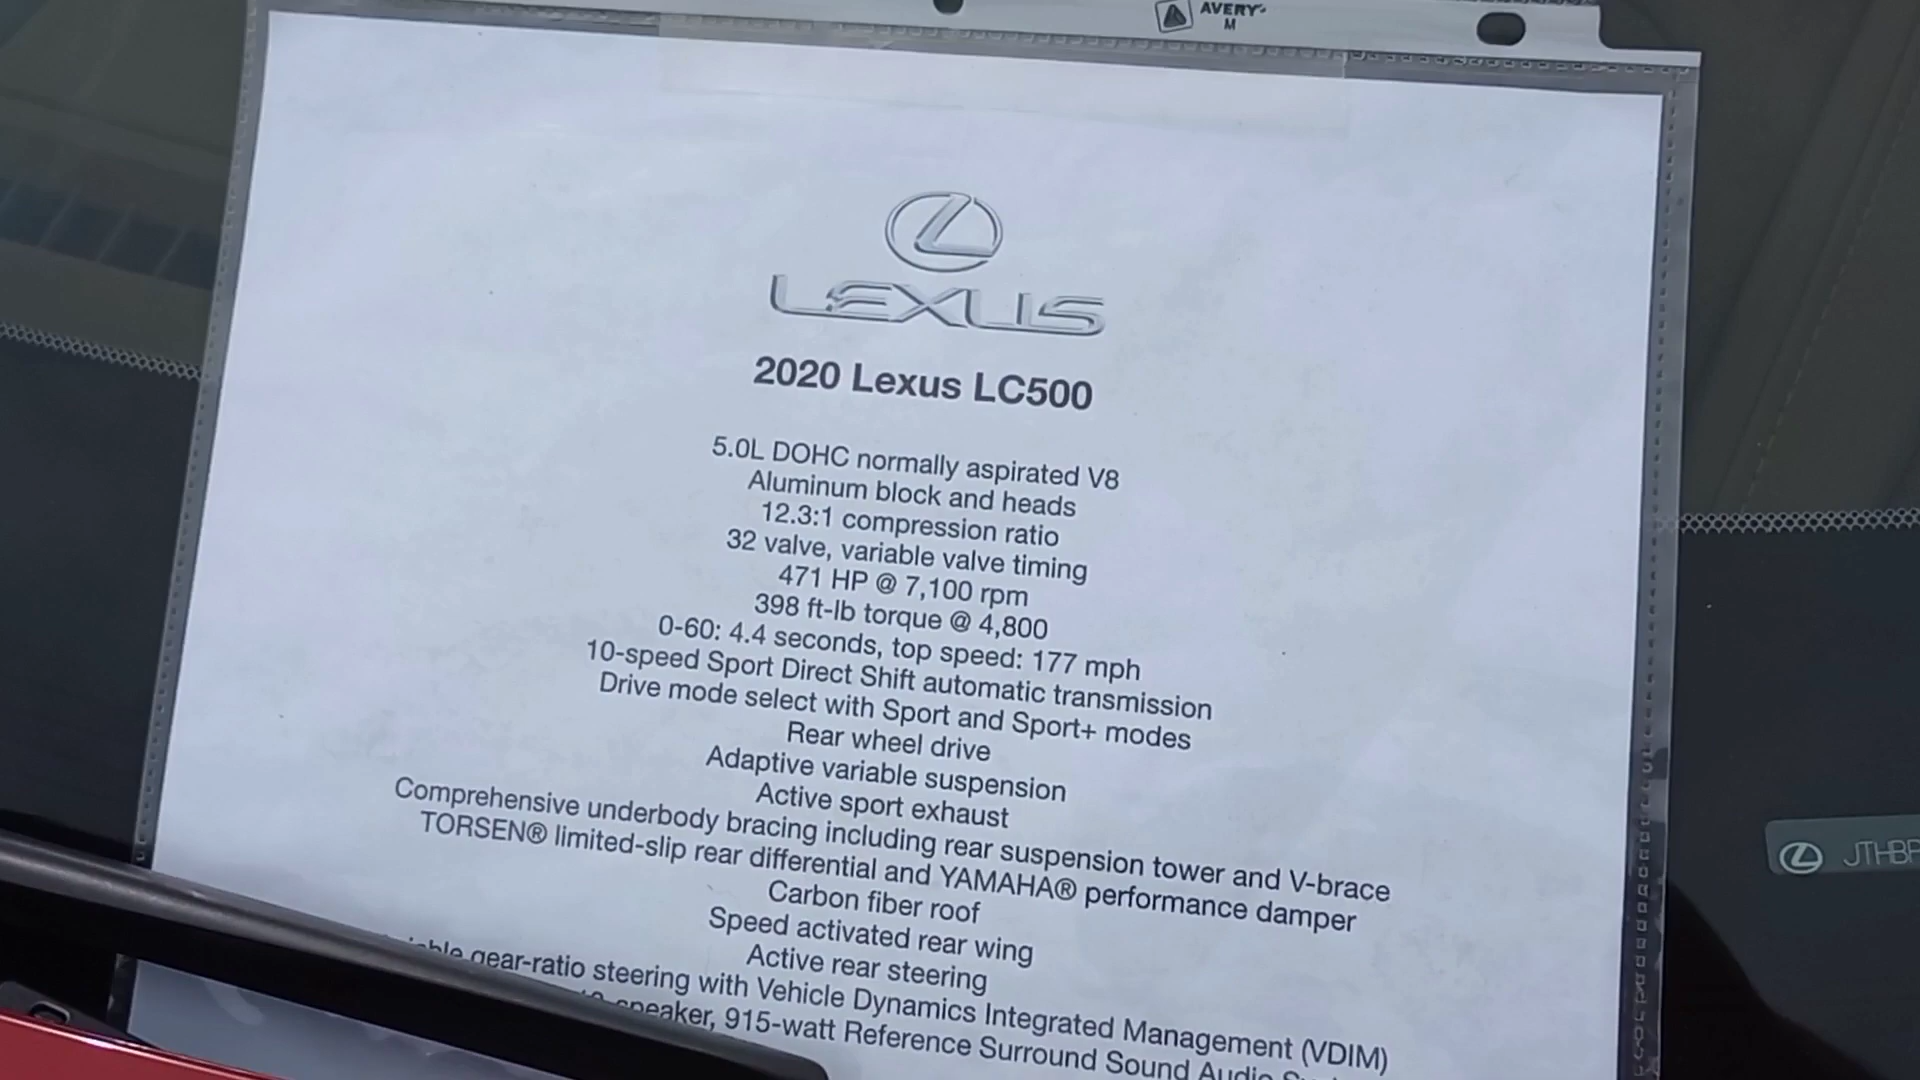 AVERY
M
LEXUS
2020 Lexus LC500
5.0L DOHC normally aspirated V8
Aluminum block and heads
12.3:1 compression ratio
32 valve, variable valve timing
471 HP @ 7,100 rpm
398 ft-lb torque @ 4,800
0-60: 4.4 seconds, top speed: 177 mph
10-speed Sport Direct Shift automatic transmission
Drive mode select with Sport and Sport+ modes
Rear wheel drive
Adaptive variable suspension
Active sport exhaust
Comprehensive underbody bracing including rear suspension tower and V-brace
TORSEN® limited-slip rear differential and YAMAHA® performance damper
Carbon fiber roof
Speed activated rear wing
Active rear steering
gear-ratio steering with Vehicle Dynamics Integrated Management (VDIM)
speaker, 915-watt Reference Surround Sound Audio
JTHBP